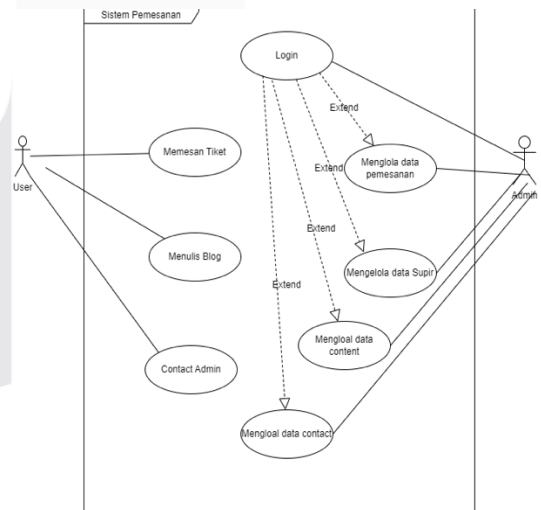 Sistem Pemesanan
Login
Extend
Memesan Tiket
Menglola data
pemesanan
Extend
User
Admin
Extend
Menulis Blog
Mengelola data Supir
Extend
Mengloal data
content
Contact Admin
Mengloal data contact